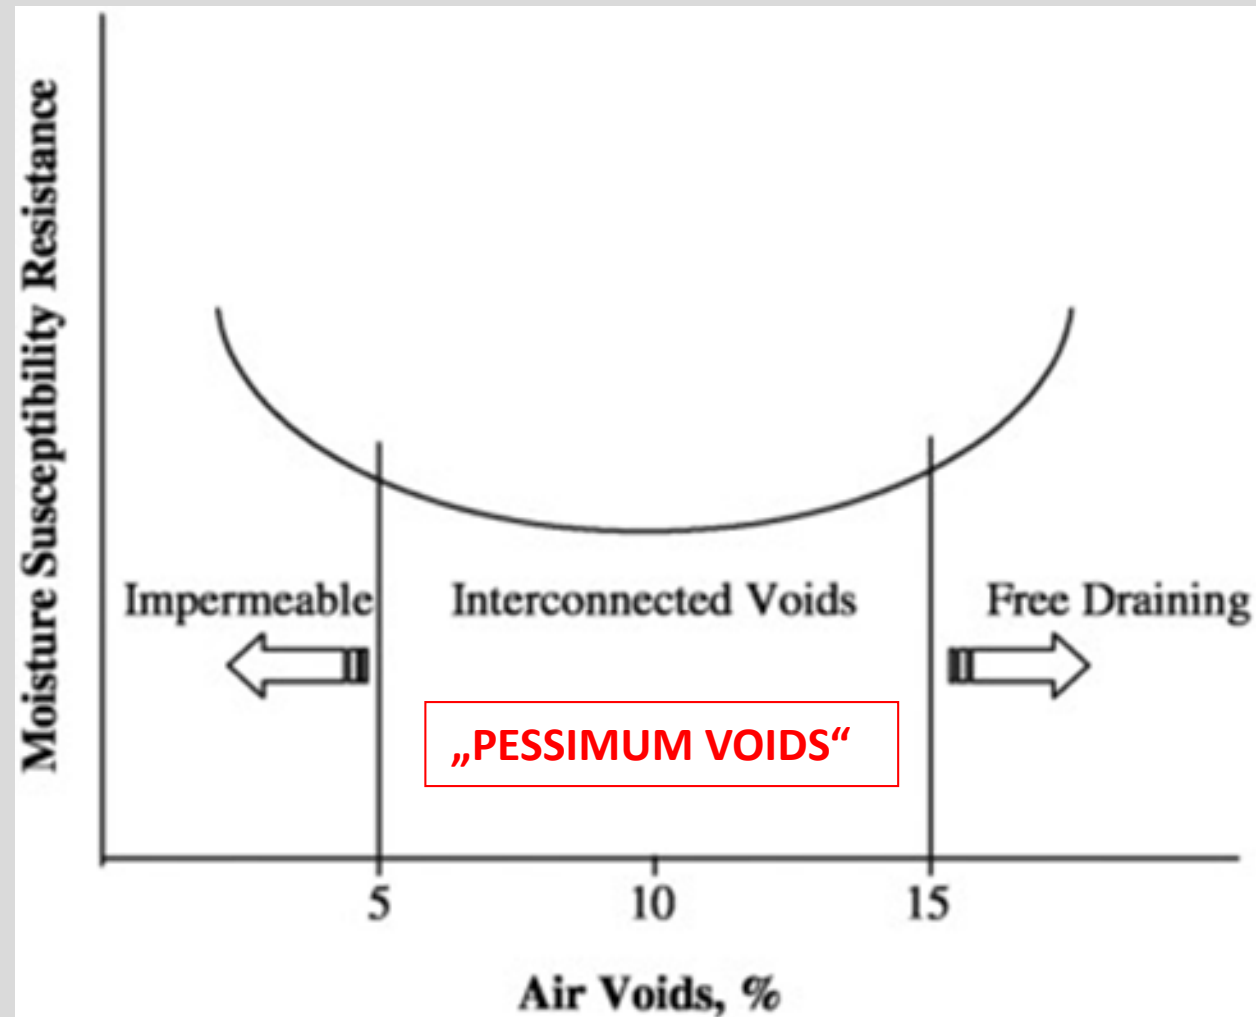 Moisture Susceptibility Resistance
Impermeable
Interconnected Voids
Free Draining
„PESSIMUM VOIDS“
5
10
15
Air Voids, %